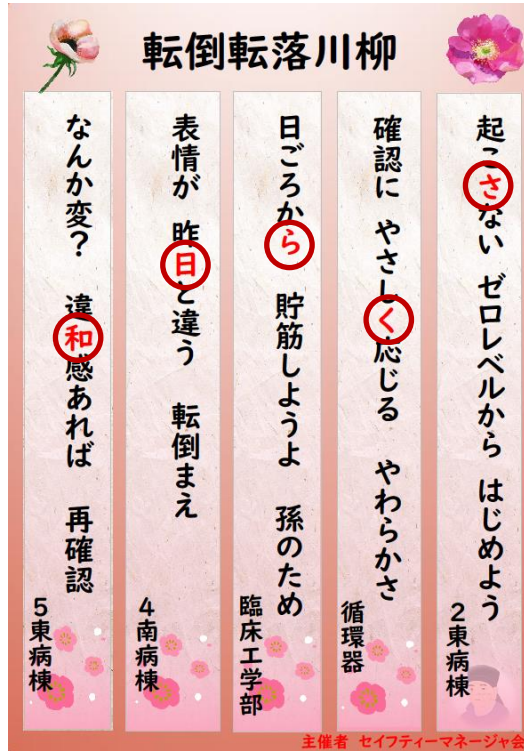 転倒転落川柳
起こさない ゼロレベルから はじめよう
2東病棟
確認に やさしく応じる やわらかさ
循環器
日ごろから 貯筋しようよ 孫のため
臨床工学部
表情が 昨日と違う 転倒まえ
4南病棟
なんか変? 違和感あれば 再確認
5東病棟
主催者 セイフティーマネージャ会